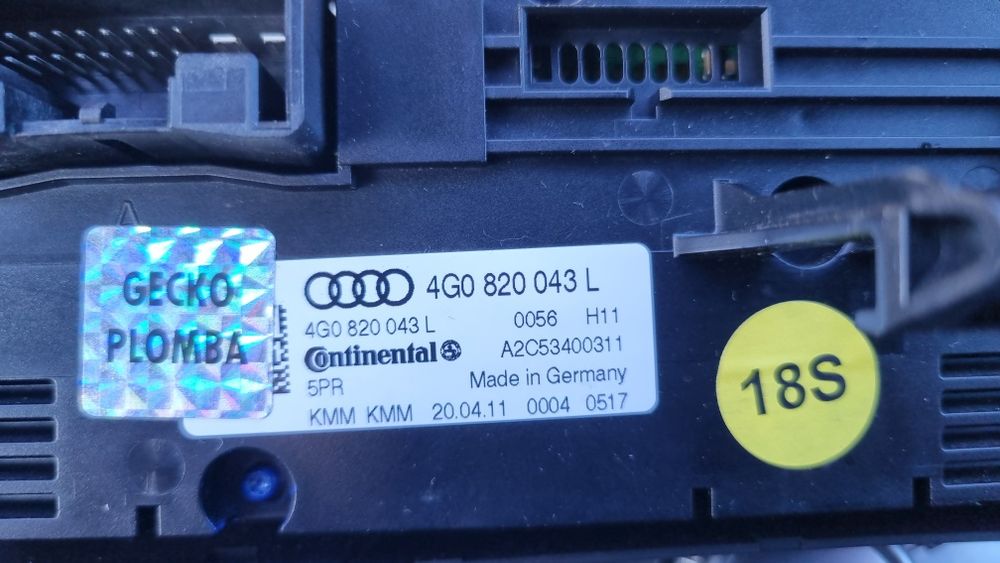 GECKO
PLOMBA
4G0 820 043 L
4G0 820 043 L 0056 H11
Continental A2C53400311
5PR Made in Germany
KMM KMM 20.04.11 0004 0517
18S